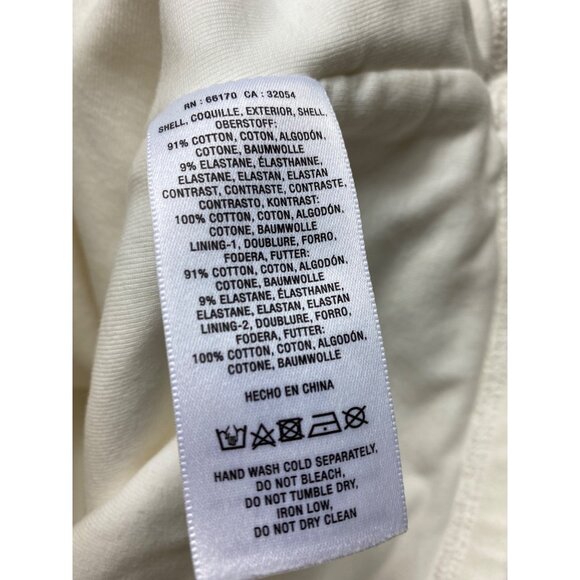 RN : 66170 CA : 32054
SHELL, COQUILLE, EXTERIOR, SHELL,
OBERSTOFF:
91% COTTON, COTON, ALGODÓN,
COTONE, BAUMWOLLE
9% ELASTANE, ÉLASTHANNE,
ELASTANE, ELASTAN, ELASTAN
CONTRAST, CONTRASTE, CONTRASTE,
CONTRASTO, KONTRAST:
100% COTTON, COTON, ALGODÓN,
COTONE, BAUMWOLLE
LINING-1, DOUBLURE, FORRO,
FODERA, FUTTER:
91% COTTON, COTON, ALGODÓN,
COTONE, BAUMWOLLE
9% ELASTANE, ÉLASTHANNE,
ELASTANE, ELASTAN, ELASTAN
LINING-2, DOUBLURE, FORRO,
FODERA, FUTTER:
100% COTTON, COTON, ALGODÓN,
COTONE, BAUMWOLLE
HECHO EN CHINA
HAND WASH COLD SEPARATELY,
DO NOT BLEACH,
DO NOT TUMBLE DRY,
IRON LOW,
DO NOT DRY CLEAN